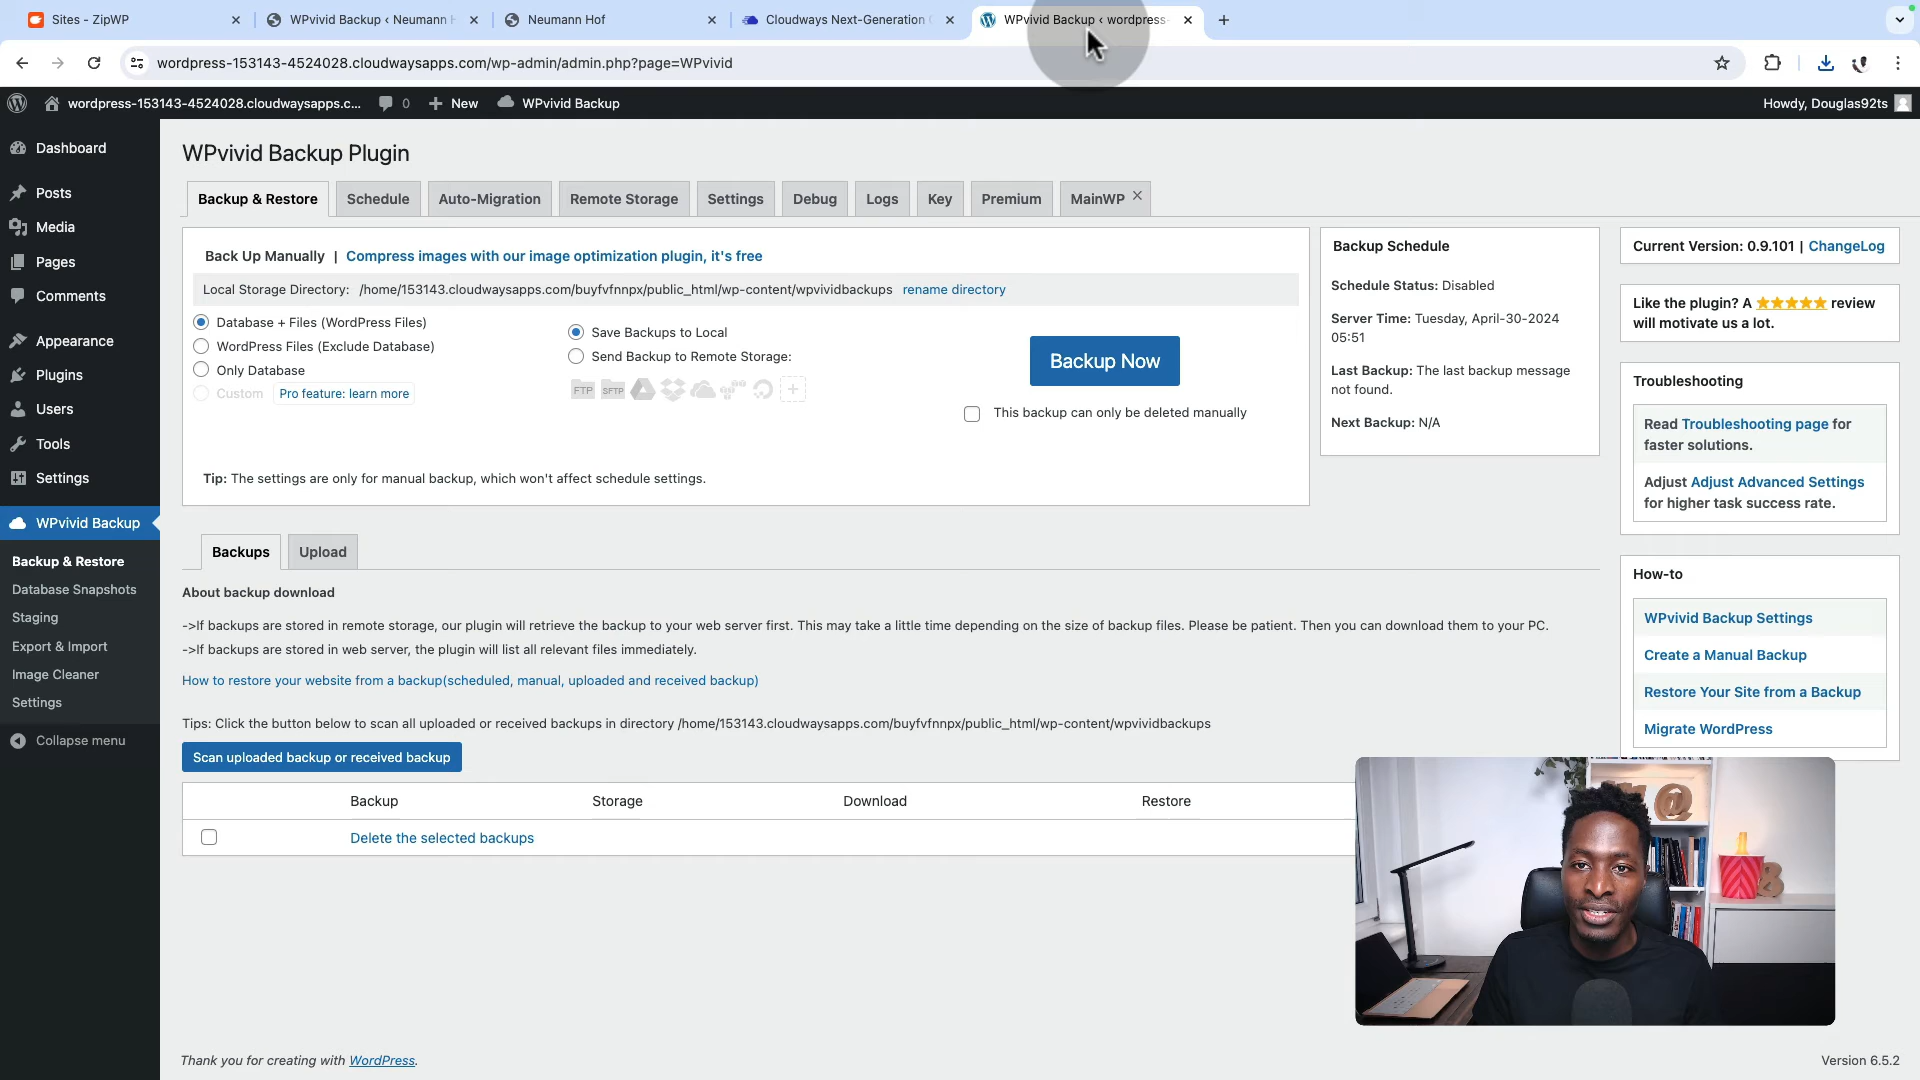 Sites - ZipWP
WPvivid Backup ‹ Neumann H
Neumann Hof
Cloudways Next-Generation
WPvivid Backup ‹ wordpress-
wordpress-153143-4524028.cloudwaysapps.com/wp-admin/admin.php?page=WPvivid
wordpress-153143-4524028.cloudwaysapps.c...
0
New
WPvivid Backup
Howdy, Douglas92ts
Dashboard
Posts
Media
Pages
Comments
Appearance
Plugins
Users
Tools
Settings
WPvivid Backup
Backup & Restore
Database Snapshots
Staging
Export & Import
Image Cleaner
Settings
Collapse menu
WPvivid Backup Plugin
Backup & Restore
Schedule
Auto-Migration
Remote Storage
Settings
Debug
Logs
Key
Premium
MainWP
Back Up Manually | Compress images with our image optimization plugin, it's free
Local Storage Directory: /home/153143.cloudwaysapps.com/buyfvfnnpx/public_html/wp-content/wpvividbackups rename directory
Database + Files (WordPress Files)
WordPress Files (Exclude Database)
Only Database
Custom Pro feature: learn more
Save Backups to Local
Send Backup to Remote Storage:
FTP
SFTP
Backup Now
This backup can only be deleted manually
Tip: The settings are only for manual backup, which won't affect schedule settings.
Backup Schedule
Schedule Status: Disabled
Server Time: Tuesday, April-30-2024
05:51
Last Backup: The last backup message
not found.
Next Backup: N/A
Current Version: 0.9.101 | ChangeLog
Like the plugin? A ★★★★★ review
will motivate us a lot.
Troubleshooting
Read Troubleshooting page for
faster solutions.
Adjust Adjust Advanced Settings
for higher task success rate.
How-to
WPvivid Backup Settings
Create a Manual Backup
Restore Your Site from a Backup
Migrate WordPress
Backups
Upload
About backup download
->If backups are stored in remote storage, our plugin will retrieve the backup to your web server first. This may take a little time depending on the size of backup files. Please be patient. Then you can download them to your PC.
->If backups are stored in web server, the plugin will list all relevant files immediately.
How to restore your website from a backup(scheduled, manual, uploaded and received backup)
Tips: Click the button below to scan all uploaded or received backups in directory /home/153143.cloudwaysapps.com/buyfvfnnpx/public_html/wp-content/wpvividbackups
Scan uploaded backup or received backup
Backup
Storage
Download
Restore
Delete the selected backups
@
&
Thank you for creating with WordPress.
Version 6.5.2